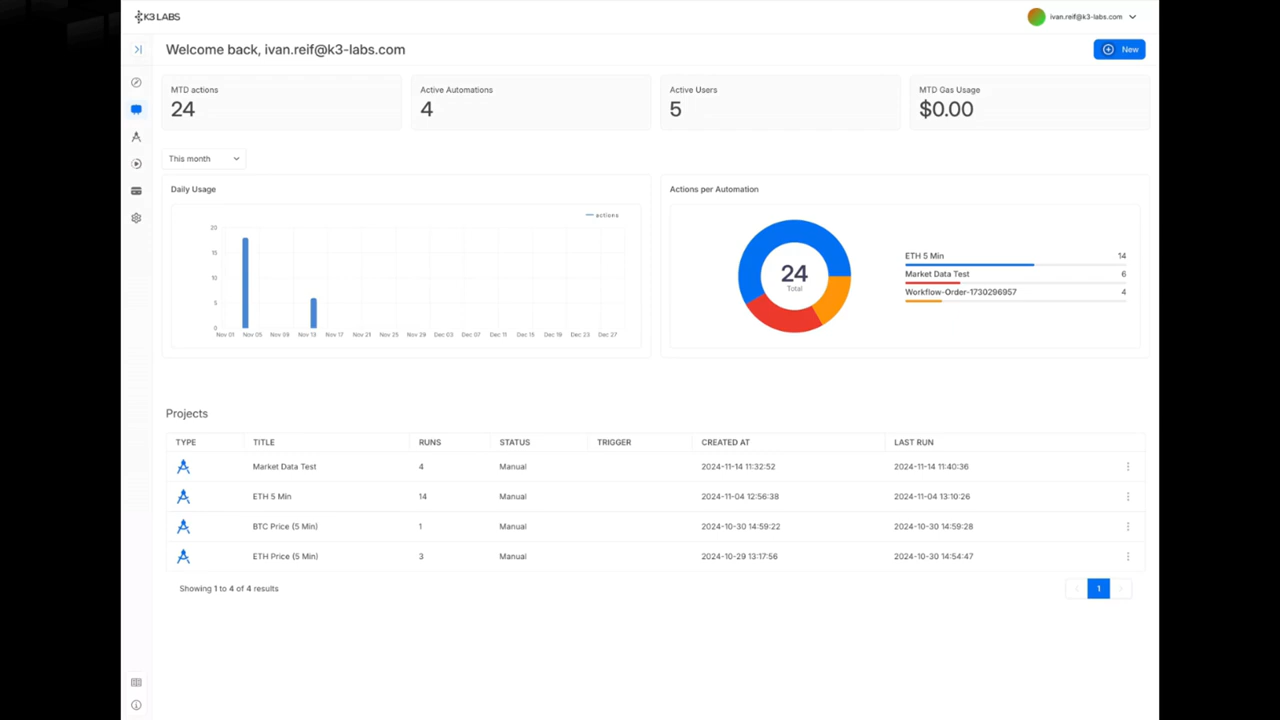 K3 LABS
ivan.reif@k3-labs.com
Welcome back, ivan.reif@k3-labs.com
New
MTD actions
24
Active Automations
4
Active Users
5
MTD Gas Usage
$0.00
This month
Daily Usage
actions
20
15
10
5
0
Nov 01 Nov 05 Nov 09 Nov 13 Nov 17 Nov 21 Nov 25 Nov 29 Dec 03 Dec 07 Dec 11 Dec 15 Dec 19 Dec 23 Dec 27
Actions per Automation
24
Total
ETH 5 Min 14
Market Data Test 6
Workflow-Order-1730296957 4
Projects
TYPE TITLE RUNS STATUS TRIGGER CREATED AT LAST RUN
Market Data Test 4 Manual 2024-11-14 11:32:52 2024-11-14 11:40:36
ETH 5 Min 14 Manual 2024-11-04 12:56:38 2024-11-04 13:10:26
BTC Price (5 Min) 1 Manual 2024-10-30 14:59:22 2024-10-30 14:59:28
ETH Price (5 Min) 3 Manual 2024-10-29 13:17:56 2024-10-30 14:54:47
Showing 1 to 4 of 4 results
1